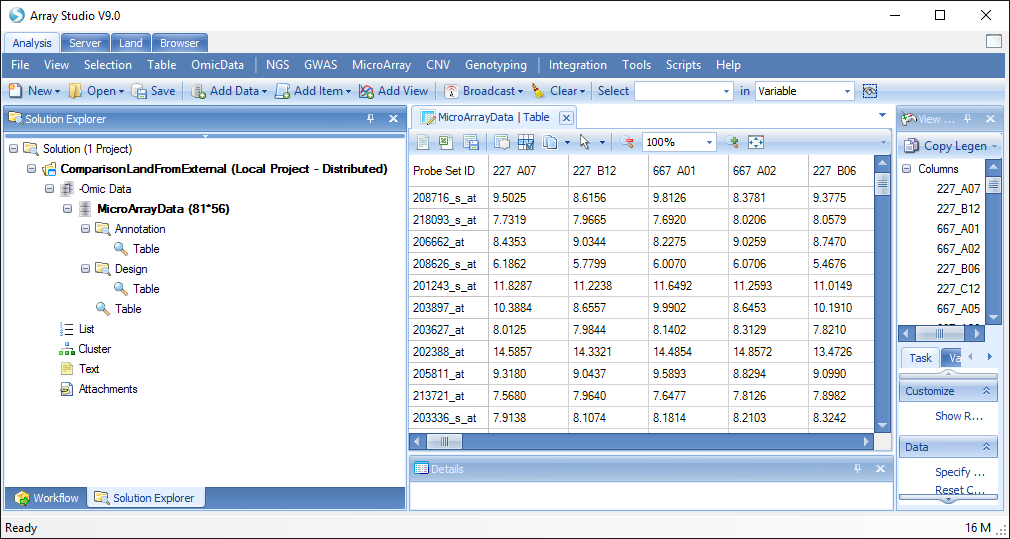 Array Studio V9.0
Analysis Server Land Browser
File View Selection Table OmicData NGS GWAS MicroArray CNV Genotyping Integration Tools Scripts Help
New Open Save Add Data Add Item Add View Broadcast Clear Select in Variable
Solution Explorer
Solution (1 Project)
ComparisonLandFromExternal (Local Project - Distributed)
-Omic Data
MicroArrayData (81*56)
Annotation
Table
Design
Table
Table
List
Cluster
Text
Attachments
Workflow Solution Explorer
MicroArrayData | Table
100%
Probe Set ID 227_A07 227_B12 667_A01 667_A02 227_B06
208716_s_at 9.5025 8.6156 9.8126 8.3781 9.3775
218093_s_at 7.7319 7.9665 7.6920 8.0206 8.0579
206662_at 8.4353 9.0344 8.2275 9.0259 8.7470
208626_s_at 6.1862 5.7799 6.0070 6.0706 5.4676
201243_s_at 11.8287 11.2238 11.6492 11.2593 11.0149
203897_at 10.3884 8.6557 9.9902 8.6453 10.1910
203627_at 8.0125 7.9844 8.1402 8.3129 7.8210
202388_at 14.5857 14.3321 14.4854 14.8572 13.4726
205811_at 9.3180 9.0437 9.5893 8.8294 9.0990
213721_at 7.5680 7.9640 7.6477 7.8126 7.8982
203336_s_at 7.9138 8.1074 8.1814 8.2103 8.3242
Details
View ...
Copy Legen
Columns
227_A07
227_B12
667_A01
667_A02
227_B06
227_C12
667_A05
Task Va
Customize
Show R...
Data
Specify ...
Reset C...
Ready 16 M